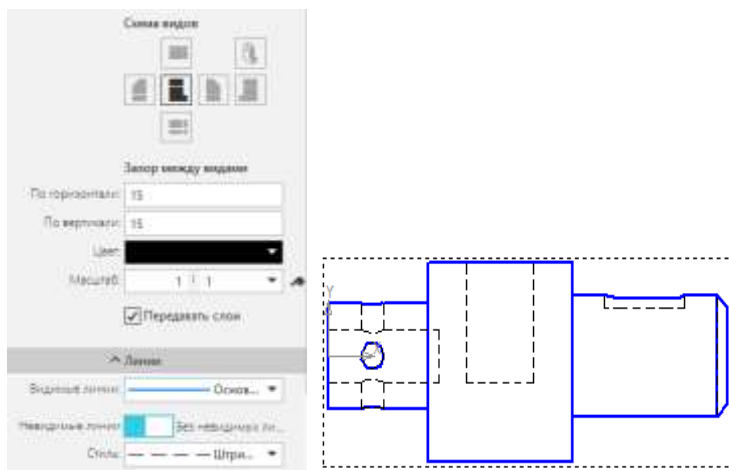 Схема видов
Зазор между видами
По горизонтали: 15
По вертикали: 15
Цвет:
Масштаб: 1 : 1
Передавать слои
Линии
Видимые линии: Основ...
Невидимые линии: Без невидимых ли...
Стиль: Штри...
Y